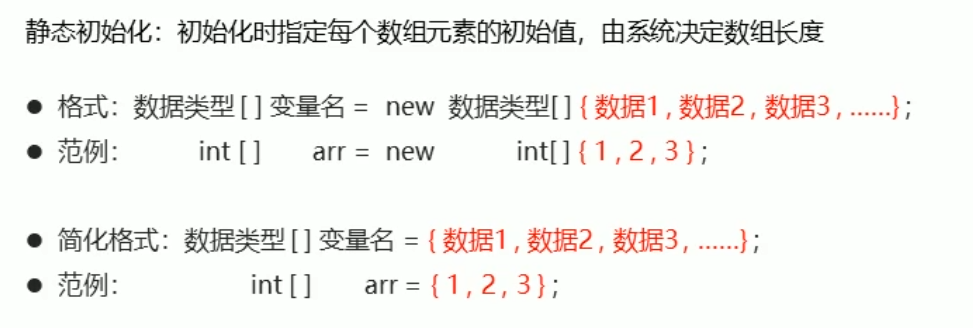 静态初始化：初始化时指定每个数组元素的初始值，由系统决定数组长度
● 格式：数据类型 [ ] 变量名 = new 数据类型[ ] { 数据1 , 数据2 , 数据3 , ……} ;
● 范例： int [ ] arr = new int[ ] { 1 , 2 , 3 } ;
● 简化格式：数据类型 [ ] 变量名 = { 数据1 , 数据2 , 数据3 , ……} ;
● 范例： int [ ] arr = { 1 , 2 , 3 } ;